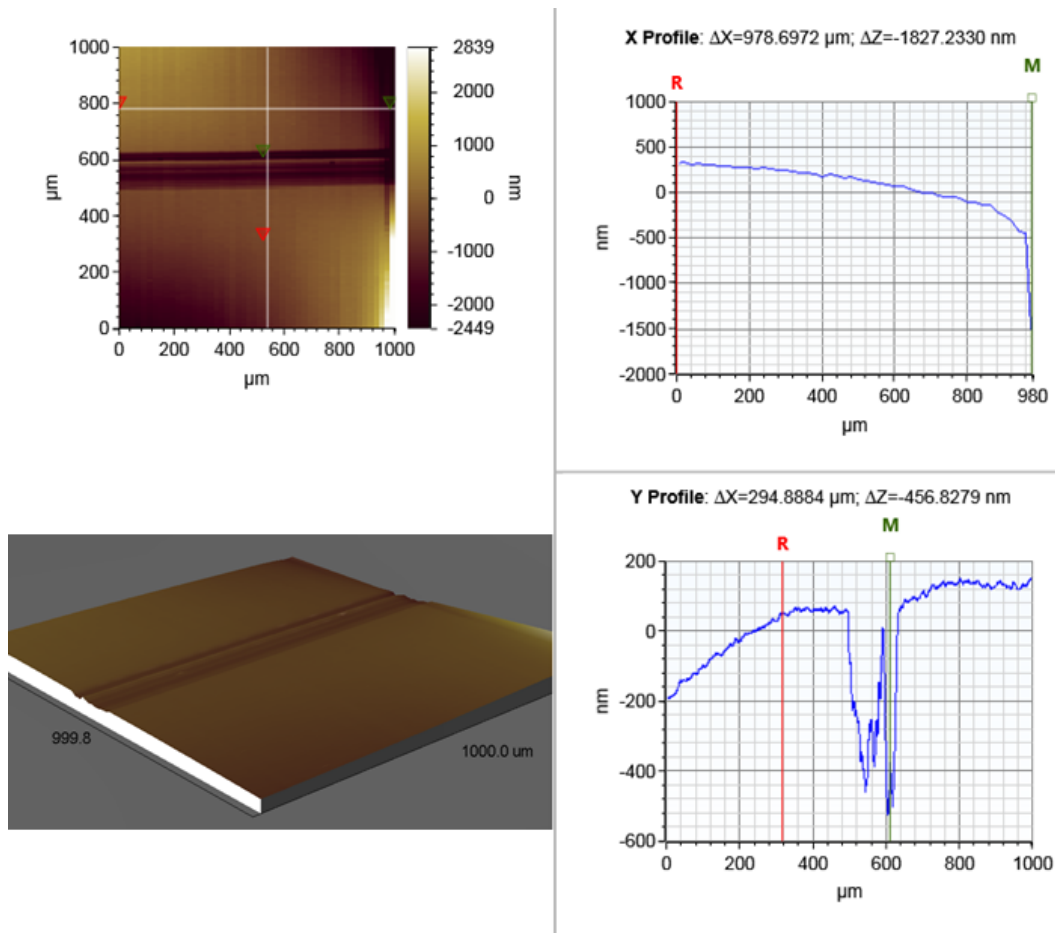 1000
800
600
400
200
0
µm
0 200 400 600 800 1000
µm
2839
2000
1000
0
-1000
-2000
-2449
nm
X Profile: ΔX=978.6972 µm; ΔZ=-1827.2330 nm
R
M
1000
500
0
-500
-1000
-1500
-2000
nm
0 200 400 600 800 980
µm
999.8
1000.0 um
Y Profile: ΔX=294.8884 µm; ΔZ=-456.8279 nm
R
M
200
0
-200
-400
-600
nm
0 200 400 600 800 1000
µm